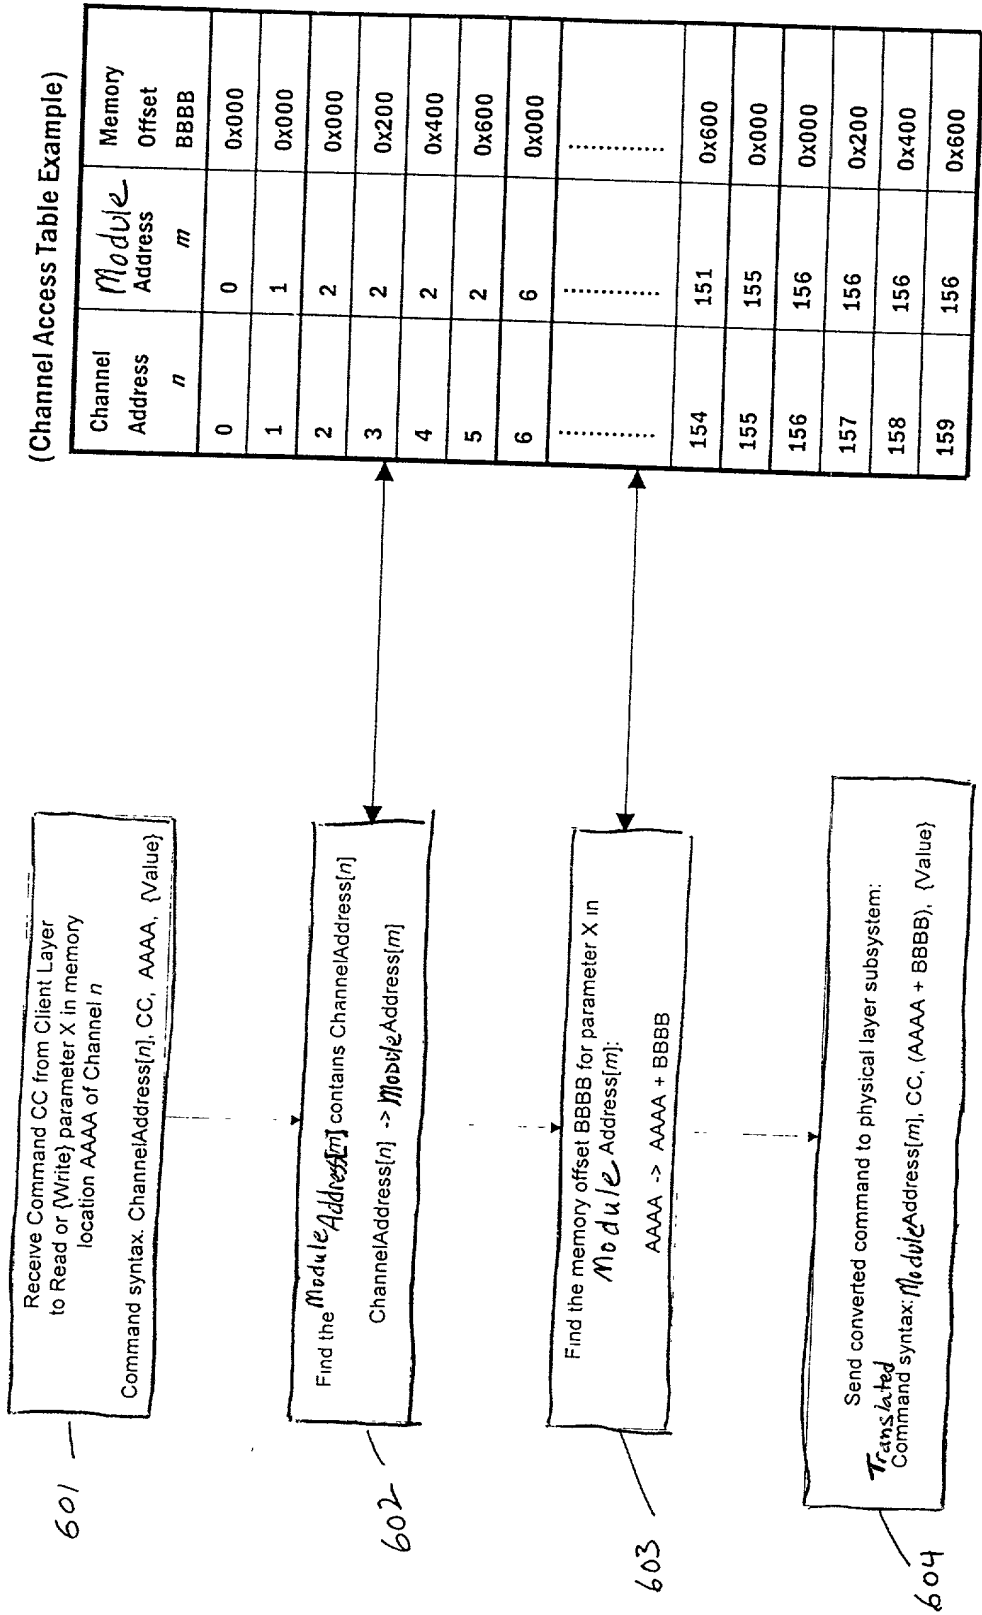 601
Receive Command CC from Client Layer
to Read or {Write} parameter X in memory
location AAAA of Channel n
Command syntax. ChannelAddress[n], CC, AAAA, {Value}
602
Find the Module Address[m] contains ChannelAddress[n]
ChannelAddress[n] -> ModuleAddress[m]
603
Find the memory offset BBBB for parameter X in
Module Address[m]:
AAAA -> AAAA + BBBB
604
Send converted command to physical layer subsystem:
Translated
Command syntax: ModuleAddress[m], CC, (AAAA + BBBB), {Value}
(Channel Access Table Example)
Channel Address n Module Address m Memory Offset BBBB
0 0 0x000
1 1 0x000
2 2 0x000
3 2 0x200
4 2 0x400
5 2 0x600
6 6 0x000
............. ............. .............
154 151 0x600
155 155 0x000
156 156 0x000
157 156 0x200
158 156 0x400
159 156 0x600